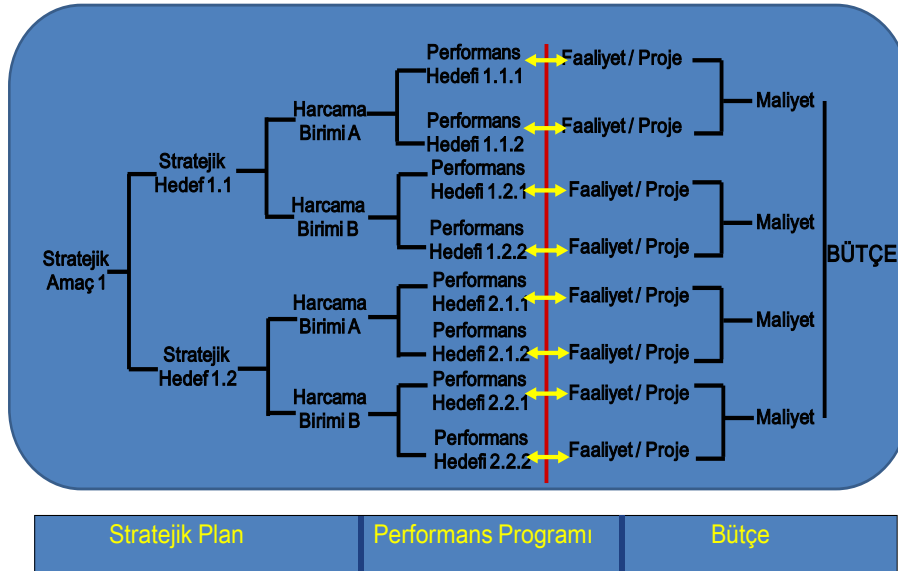 Stratejik
Amaç 1
Stratejik
Hedef 1.1
Stratejik
Hedef 1.2
Harcama
Birimi A
Harcama
Birimi B
Harcama
Birimi A
Harcama
Birimi B
Performans
Hedefi 1.1.1
Performans
Hedefi 1.1.2
Performans
Hedefi 1.2.1
Performans
Hedefi 1.2.2
Performans
Hedefi 2.1.1
Performans
Hedefi 2.1.2
Performans
Hedefi 2.2.1
Performans
Hedefi 2.2.2
Faaliyet / Proje
Faaliyet / Proje
Faaliyet / Proje
Faaliyet / Proje
Faaliyet / Proje
Faaliyet / Proje
Faaliyet / Proje
Faaliyet / Proje
Maliyet
Maliyet
Maliyet
Maliyet
BÜTÇE
Stratejik Plan
Performans Programı
Bütçe